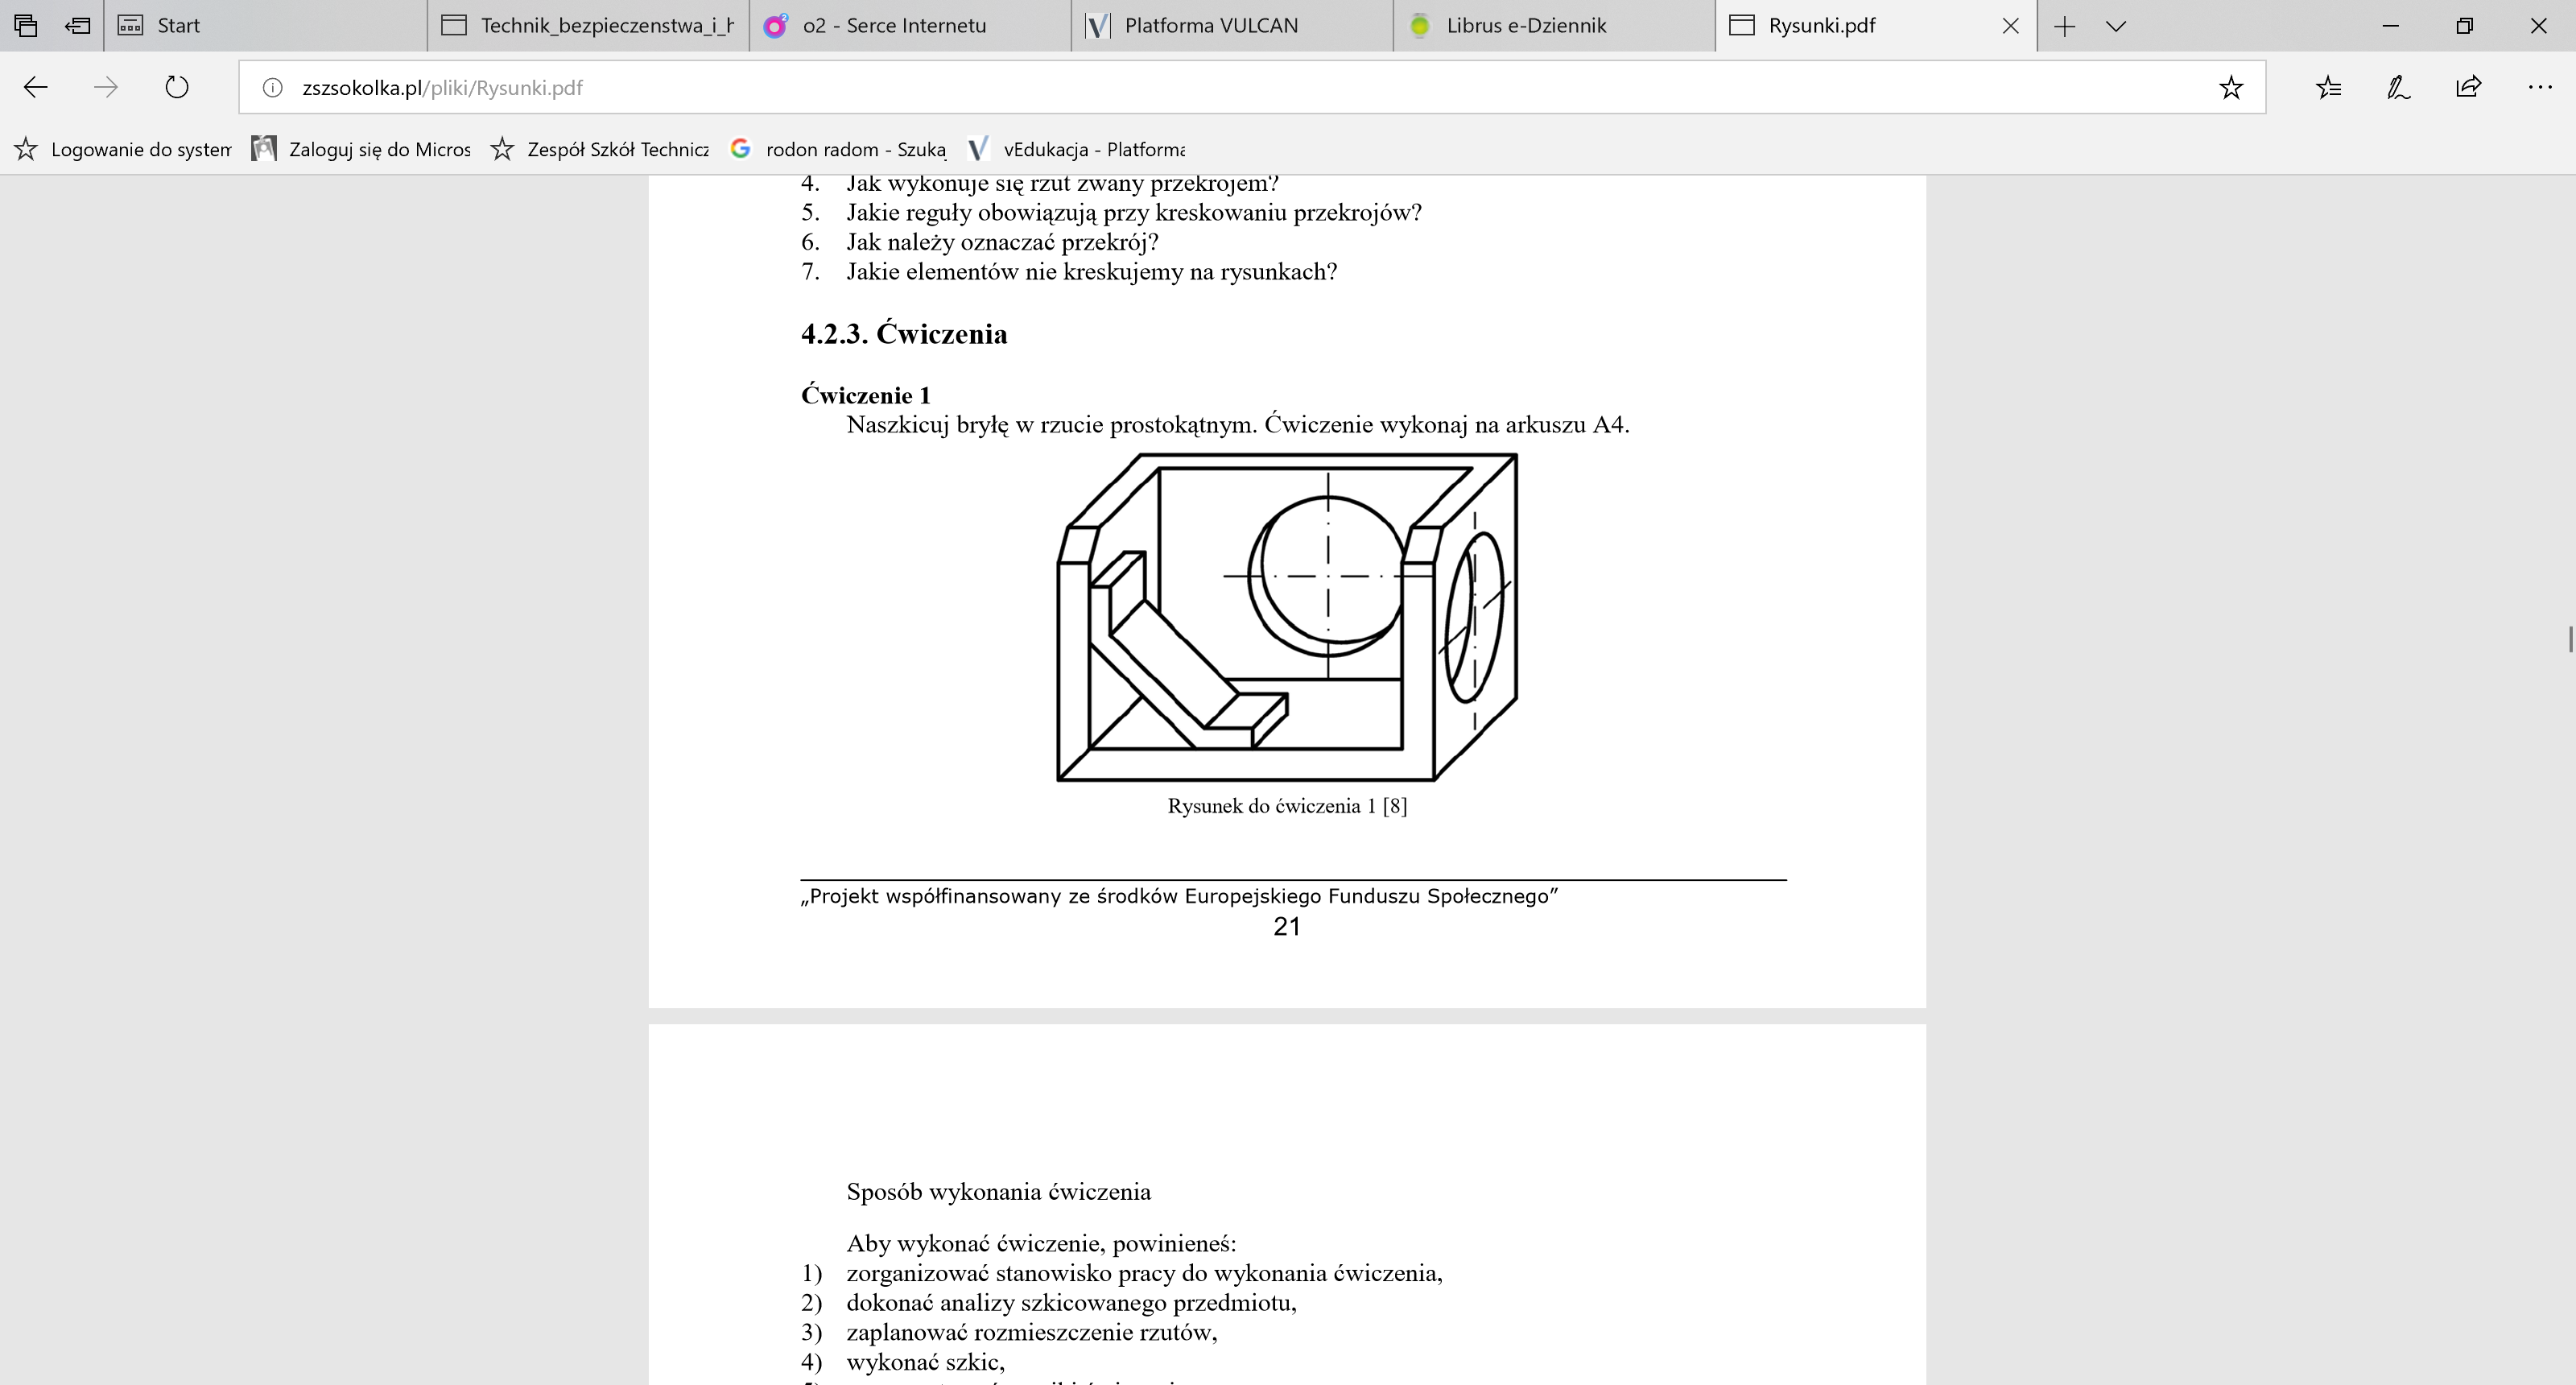 Start
Technik_bezpieczenstwa_i_h
o2 - Serce Internetu
Platforma VULCAN
Librus e-Dziennik
Rysunki.pdf
zszsokolka.pl/pliki/Rysunki.pdf
Logowanie do system
Zaloguj się do Micros
Zespół Szkół Technicz
rodon radom - Szukaj
vEdukacja - Platforma
4. Jak wykonuje się rzut zwany przekrojem?
5. Jakie reguły obowiązują przy kreskowaniu przekrojów?
6. Jak należy oznaczać przekrój?
7. Jakie elementów nie kreskujemy na rysunkach?
4.2.3. Ćwiczenia
Ćwiczenie 1
Naszkicuj bryłę w rzucie prostokątnym. Ćwiczenie wykonaj na arkuszu A4.
Rysunek do ćwiczenia 1 [8]
„Projekt współfinansowany ze środków Europejskiego Funduszu Społecznego”
21
Sposób wykonania ćwiczenia
Aby wykonać ćwiczenie, powinieneś:
1) zorganizować stanowisko pracy do wykonania ćwiczenia,
2) dokonać analizy szkicowanego przedmiotu,
3) zaplanować rozmieszczenie rzutów,
4) wykonać szkic,